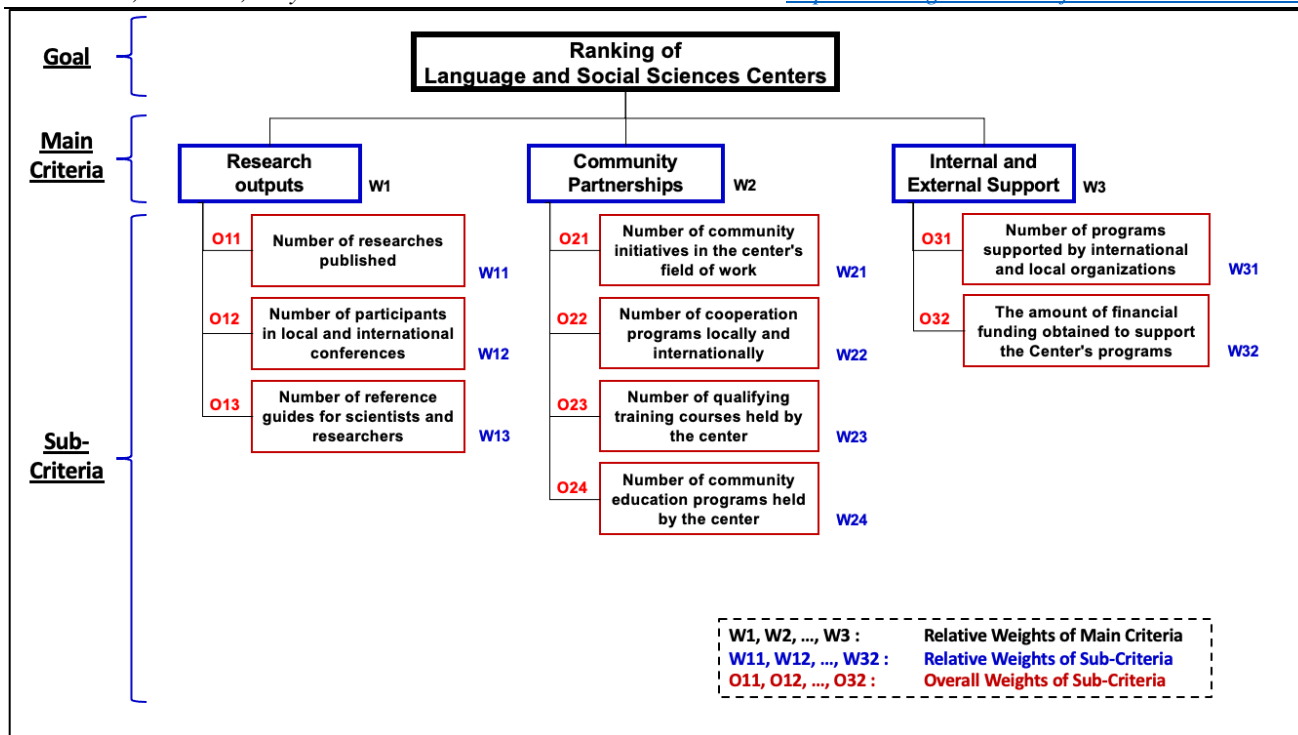 Goal
Ranking of
Language and Social Sciences Centers
Main
Criteria
Research
outputs
W1
Community
Partnerships
W2
Internal and
External Support
W3
Sub-
Criteria
O11
Number of researches
published
W11
O12
Number of participants
in local and international
conferences
W12
O13
Number of reference
guides for scientists and
researchers
W13
O21
Number of community
initiatives in the center's
field of work
W21
O22
Number of cooperation
programs locally and
internationally
W22
O23
Number of qualifying
training courses held by
the center
W23
O24
Number of community
education programs held
by the center
W24
O31
Number of programs
supported by international
and local organizations
W31
O32
The amount of financial
funding obtained to support
the Center's programs
W32
W1, W2, ..., W3 : Relative Weights of Main Criteria
W11, W12, ..., W32 : Relative Weights of Sub-Criteria
O11, O12, ..., O32 : Overall Weights of Sub-Criteria